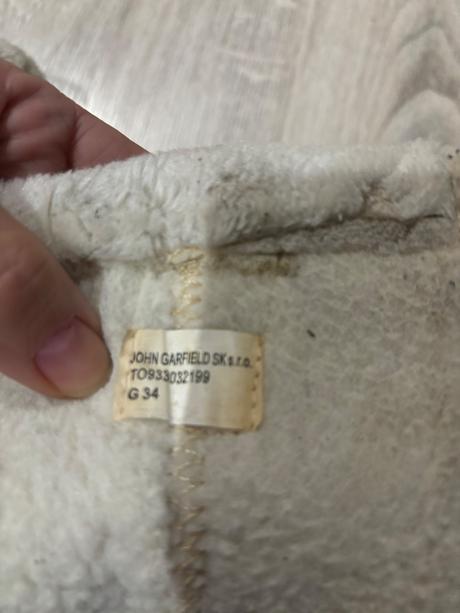 JOHN GARFIELD SK s.r.o.
TO933032199
G 34